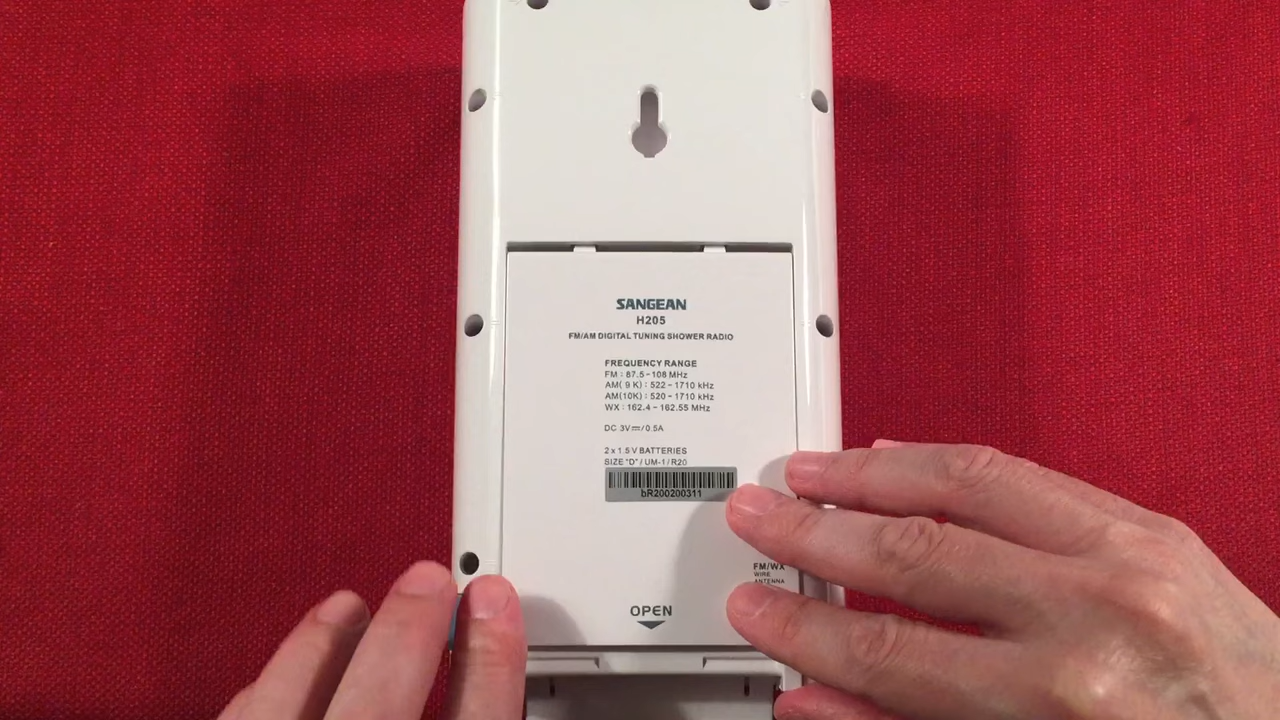 SANGEAN
H205
FM/AM DIGITAL TUNING SHOWER RADIO
FREQUENCY RANGE
FM : 87.5 – 108 MHz
AM( 9 K) : 522 – 1710 kHz
AM(10K) : 520 – 1710 kHz
WX : 162.4 – 162.55 MHz
DC 3V⎓/0.5A
2 x 1.5 V BATTERIES
SIZE "D" / UM-1 / R20
bR200200311
FM/WX
WIRE
ANTENNA
OPEN